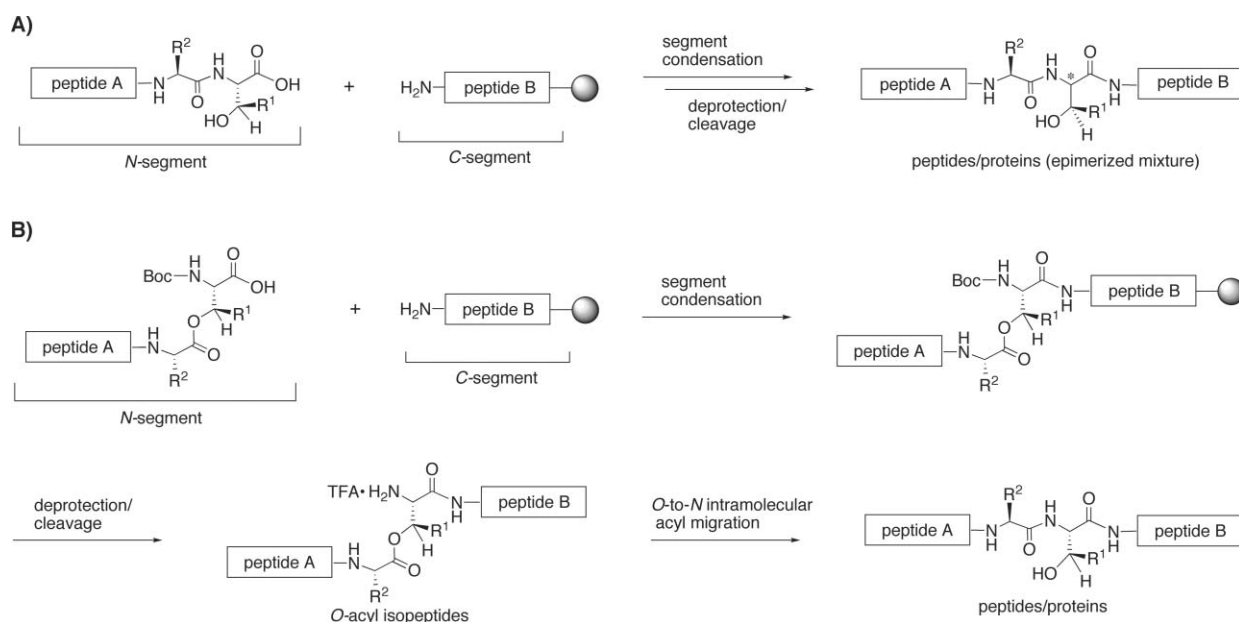 A)
peptide A
N
H
R²
O
H
N
O
OH
HO
R¹
H
N-segment
+
H₂N
peptide B
C-segment
segment
condensation
deprotection/
cleavage
peptide A
N
H
R²
O
H
N
*
O
N
H
HO
R¹
H
peptide B
peptides/proteins (epimerized mixture)
B)
Boc
H
N
O
OH
O
R¹
H
peptide A
N
H
O
R²
N-segment
+
H₂N
peptide B
C-segment
segment
condensation
Boc
H
N
O
N
H
peptide B
O
R¹
H
peptide A
N
H
O
R²
deprotection/
cleavage
TFA• H₂N
O
N
H
peptide B
O
R¹
H
peptide A
N
H
O
R²
O-acyl isopeptides
O-to-N intramolecular
acyl migration
peptide A
N
H
R²
O
H
N
O
N
H
peptide B
HO
R¹
H
peptides/proteins